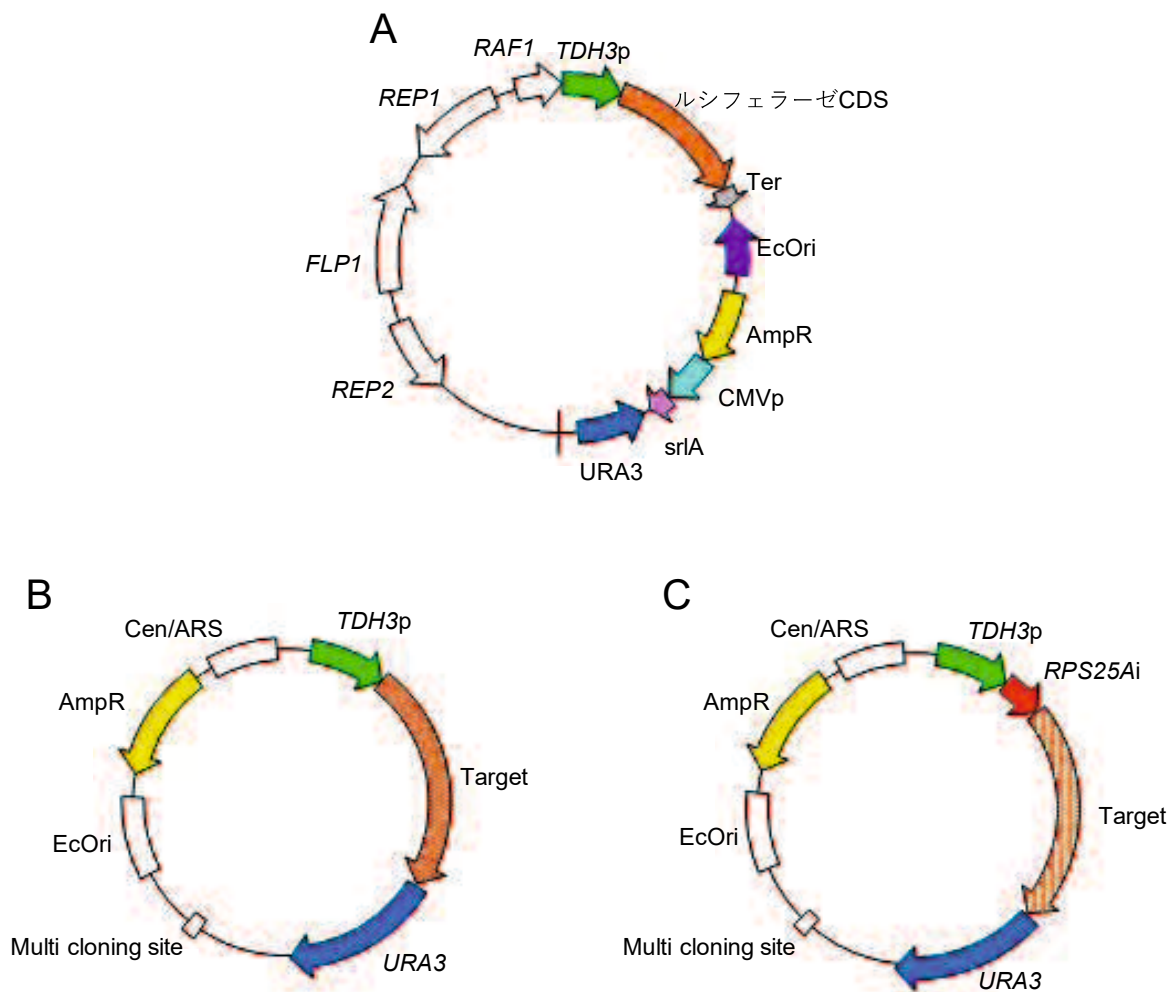 A
RAF1
TDH3p
REP1
ルシフェラーゼCDS
Ter
EcOri
FLP1
AmpR
REP2
CMVp
srlA
URA3
B
Cen/ARS
TDH3p
AmpR
Target
EcOri
Multi cloning site
URA3
C
Cen/ARS
TDH3p
RPS25Ai
AmpR
Target
EcOri
Multi cloning site
URA3